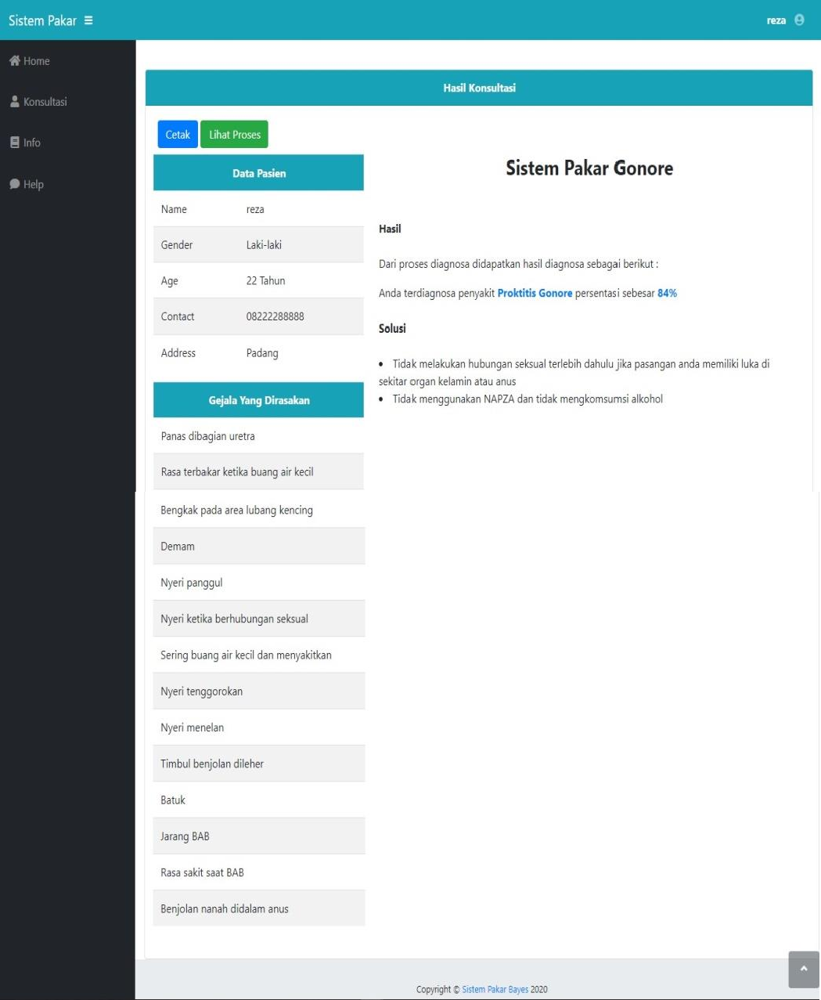 Sistem Pakar
reza
Home
Konsultasi
Info
Help
Hasil Konsultasi
Cetak
Lihat Proses
Data Pasien
Name reza
Gender Laki-laki
Age 22 Tahun
Contact 08222288888
Address Padang
Gejala Yang Dirasakan
Panas dibagian uretra
Rasa terbakar ketika buang air kecil
Bengkak pada area lubang kencing
Demam
Nyeri panggul
Nyeri ketika berhubungan seksual
Sering buang air kecil dan menyakitkan
Nyeri tenggorokan
Nyeri menelan
Timbul benjolan dileher
Batuk
Jarang BAB
Rasa sakit saat BAB
Benjolan nanah didalam anus
Sistem Pakar Gonore
Hasil
Dari proses diagnosa didapatkan hasil diagnosa sebagai berikut :
Anda terdiagnosa penyakit Proktitis Gonore persentasi sebesar 84%
Solusi
• Tidak melakukan hubungan seksual terlebih dahulu jika pasangan anda memiliki luka di
sekitar organ kelamin atau anus
• Tidak menggunakan NAPZA dan tidak mengkomsumsi alkohol
Copyright © Sistem Pakar Bayes 2020